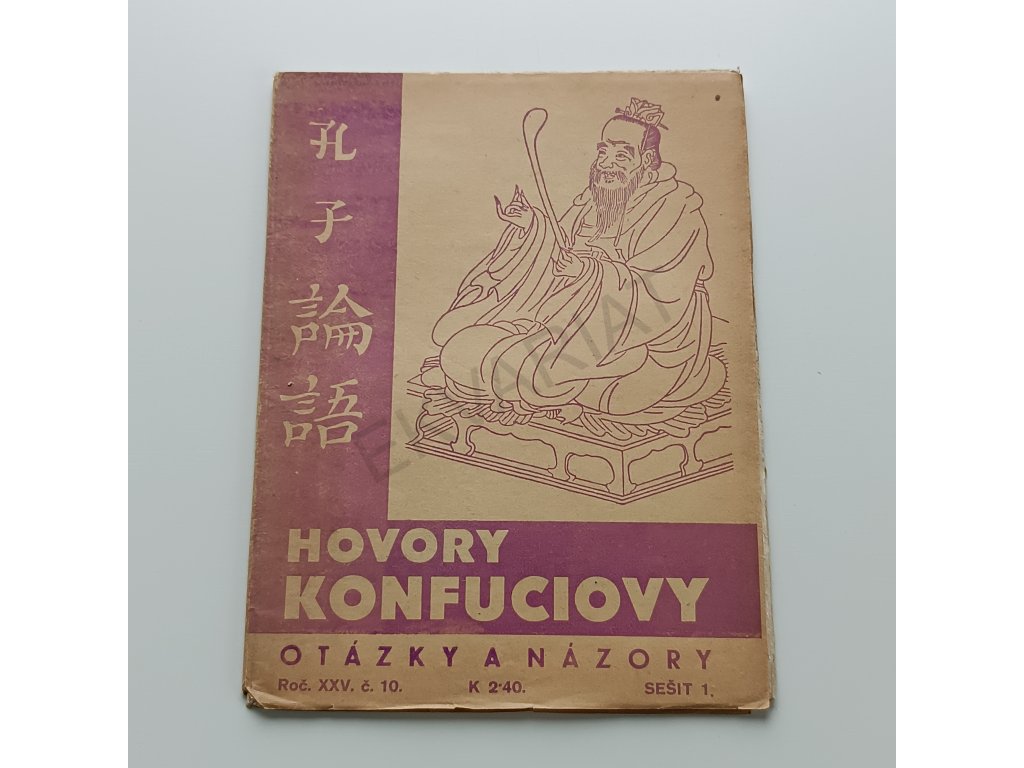 孔子論語
HOVORY
KONFUCIOVY
OTÁZKY A NÁZORY
Roč. XXV. č. 10. K 2·40. SEŠIT 1.